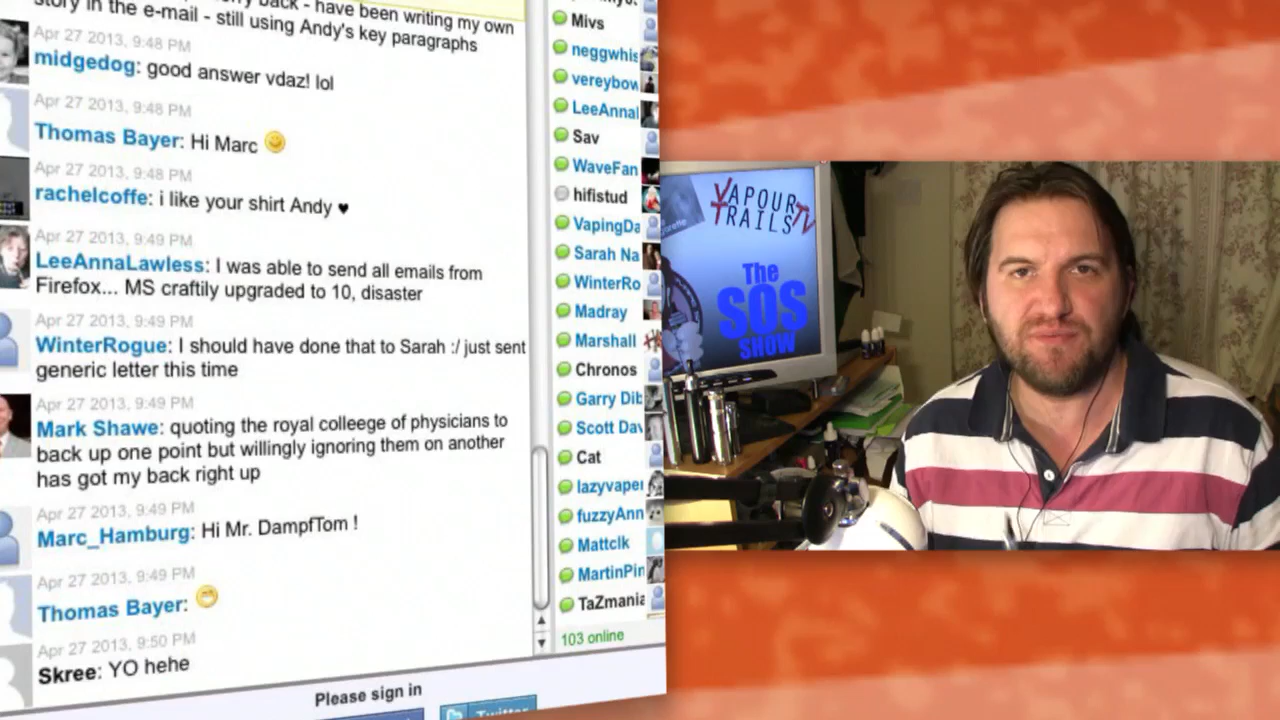 back - have been writing my own
story in the e-mail - still using Andy's key paragraphs
Apr 27 2013, 9:48 PM
midgedog: good answer vdaz! lol
Apr 27 2013, 9:48 PM
Thomas Bayer: Hi Marc
Apr 27 2013, 9:48 PM
rachelcoffe: i like your shirt Andy ♥
Apr 27 2013, 9:49 PM
LeeAnnaLawless: I was able to send all emails from
Firefox... MS craftily upgraded to 10, disaster
Apr 27 2013, 9:49 PM
WinterRogue: I should have done that to Sarah :/ just sent
generic letter this time
Apr 27 2013, 9:49 PM
Mark Shawe: quoting the royal colleege of physicians to
back up one point but willingly ignoring them on another
has got my back right up
Apr 27 2013, 9:49 PM
Marc_Hamburg: Hi Mr. DampfTom !
Apr 27 2013, 9:49 PM
Thomas Bayer:
Apr 27 2013, 9:50 PM
Skree: YO hehe
Please sign in
Twitter
Mivs
neggwhis
vereybow
LeeAnnal
Sav
WaveFan
hifistud
VapingDa
Sarah Na
WinterRo
Madray
Marshall
Chronos
Garry Dib
Scott Dav
Cat
lazyvaper
fuzzyAnn
Mattclk
MartinPin
TaZmania
103 online
VAPOUR
TRAILS TV
The
SOS
SHOW